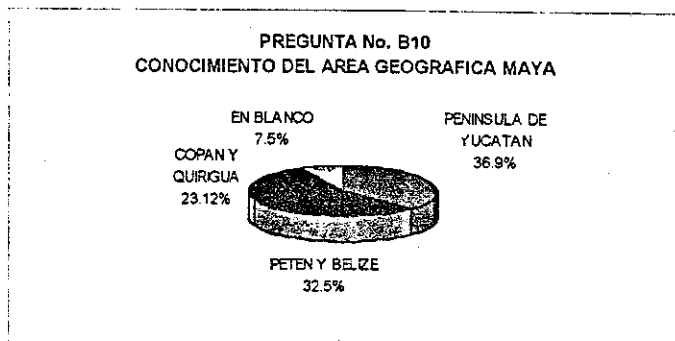 PREGUNTA No. B10
CONOCIMIENTO DEL AREA GEOGRAFICA MAYA
EN BLANCO
7.5%
PENINSULA DE
YUCATAN
36.9%
COPAN Y
QUIRIGUA
23.12%
PETEN Y BELIZE
32.5%